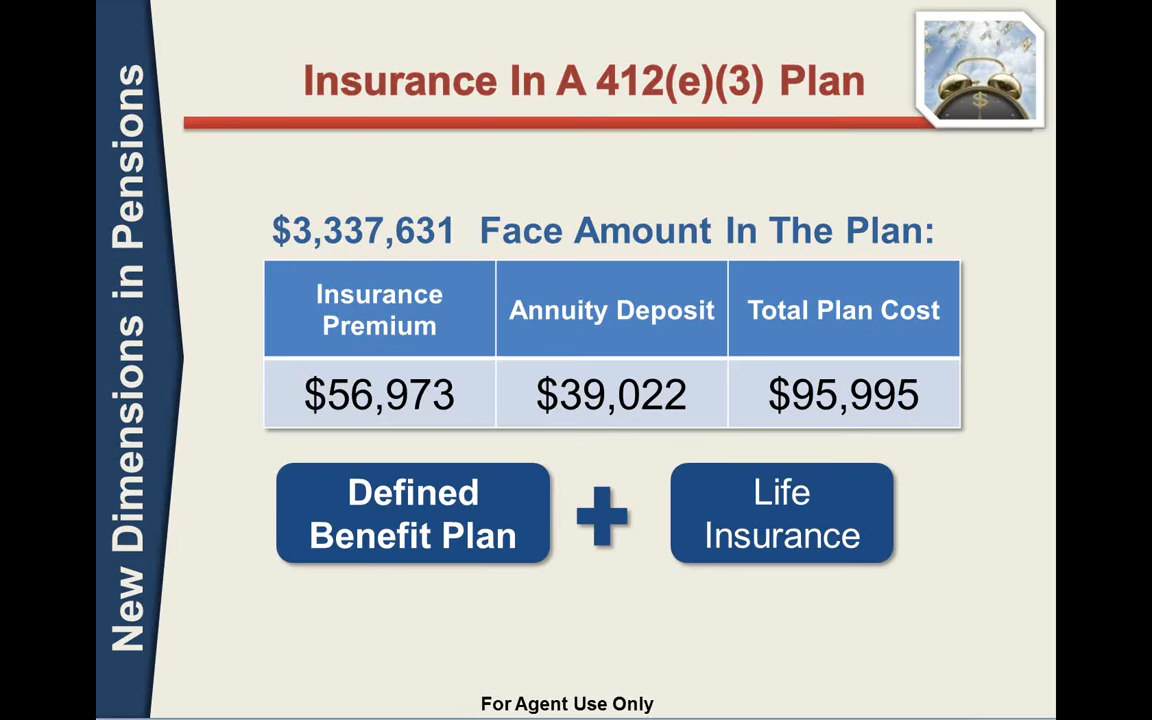 New Dimensions in Pensions
Insurance In A 412(e)(3) Plan
$
$3,337,631 Face Amount In The Plan:
Insurance
Premium
Annuity Deposit
Total Plan Cost
$56,973
$39,022
$95,995
Defined
Benefit Plan
Life
Insurance
For Agent Use Only